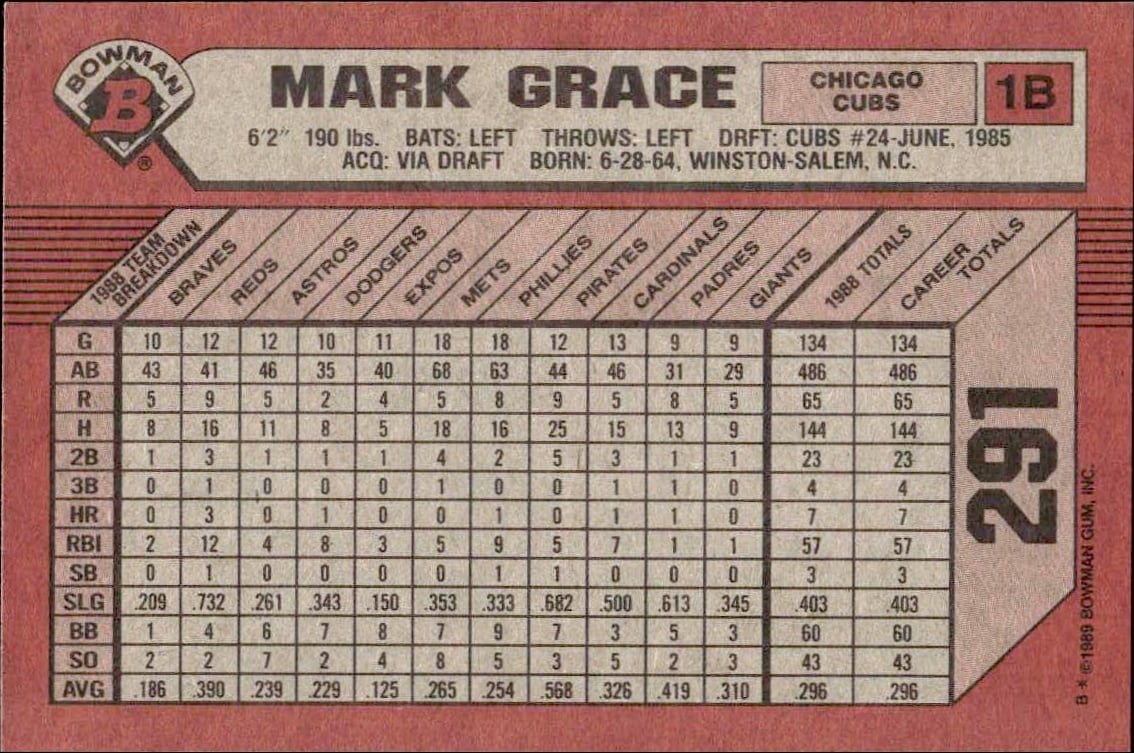 BOWMAN
B
®
MARK GRACE
CHICAGO
CUBS
1B
6'2" 190 lbs. BATS: LEFT THROWS: LEFT DRFT: CUBS #24-JUNE, 1985
ACQ: VIA DRAFT BORN: 6-28-64, WINSTON-SALEM, N.C.
1988 TEAM
BREAKDOWN
BRAVES
REDS
ASTROS
DODGERS
EXPOS
METS
PHILLIES
PIRATES
CARDINALS
PADRES
GIANTS
1988 TOTALS
CAREER
TOTALS
G 10 12 12 10 11 18 18 12 13 9 9 134 134
AB 43 41 46 35 40 68 63 44 46 31 29 486 486
R 5 9 5 2 4 5 8 9 5 8 5 65 65
H 8 16 11 8 5 18 16 25 15 13 9 144 144
2B 1 3 1 1 1 4 2 5 3 1 1 23 23
3B 0 1 0 0 0 1 0 0 1 1 0 4 4
HR 0 3 0 1 0 0 1 0 1 1 0 7 7
RBI 2 12 4 8 3 5 9 5 7 1 1 57 57
SB 0 1 0 0 0 0 1 1 0 0 0 3 3
SLG .209 .732 .261 .343 .150 .353 .333 .682 .500 .613 .345 .403 .403
BB 1 4 6 7 8 7 9 7 3 5 3 60 60
SO 2 2 7 2 4 8 5 3 5 2 3 43 43
AVG .186 .390 .239 .229 .125 .265 .254 .568 .326 .419 .310 .296 .296
291
B * ©1989 BOWMAN GUM, INC.